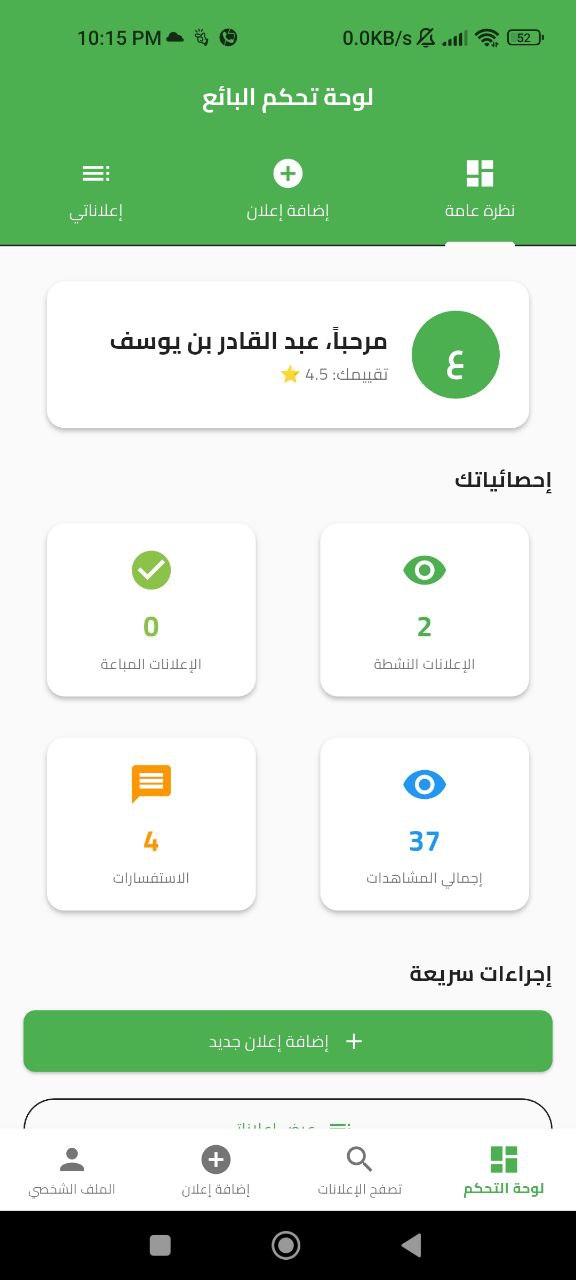 10:15 PM
0.0KB/s
52
لوحة تحكم البائع
نظرة عامة
إضافة إعلان
إعلاناتي
ع
مرحباً، عبد القادر بن يوسف
تقييمك: 4.5 ⭐
إحصائياتك
2
الإعلانات النشطة
0
الإعلانات المباعة
37
إجمالي المشاهدات
4
الاستفسارات
إجراءات سريعة
إضافة إعلان جديد
عرض إعلاناتي
لوحة التحكم
تصفح الإعلانات
إضافة إعلان
الملف الشخصي